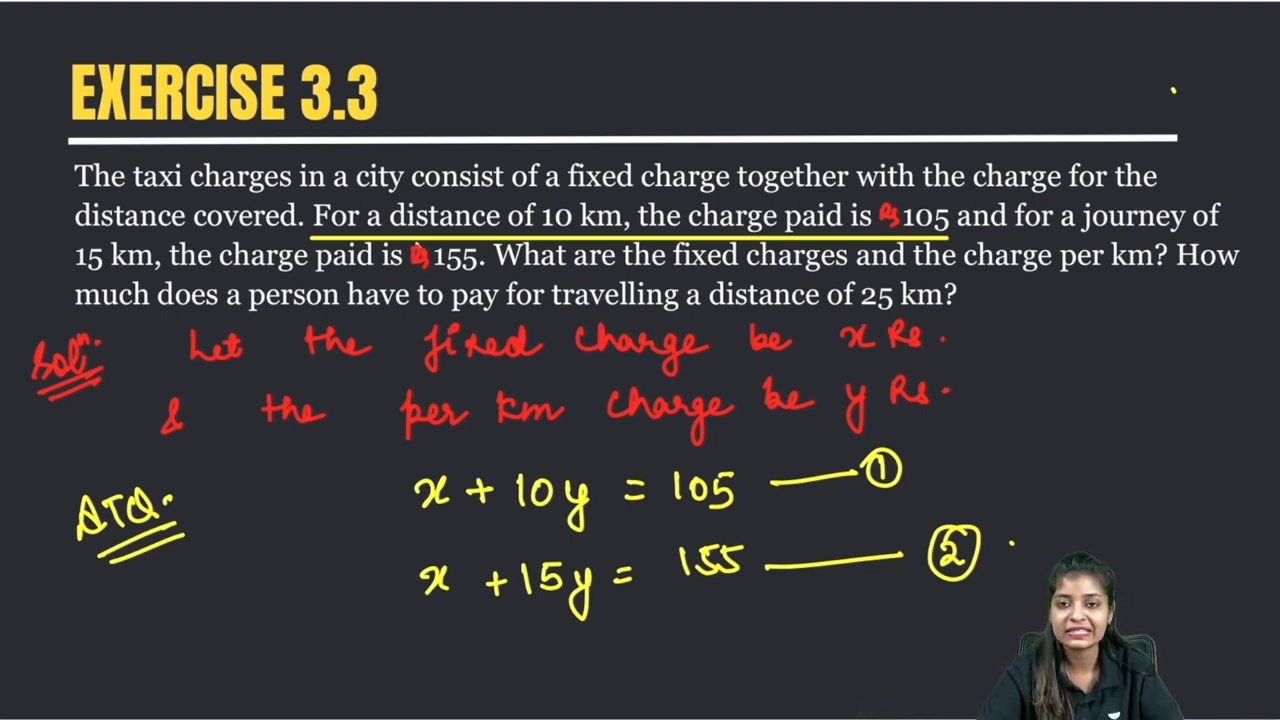 EXERCISE 3.3
The taxi charges in a city consist of a fixed charge together with the charge for the
distance covered. For a distance of 10 km, the charge paid is Rs 105 and for a journey of
15 km, the charge paid is Rs 155. What are the fixed charges and the charge per km? How
much does a person have to pay for travelling a distance of 25 km?
Solⁿ. Let the fixed charge be x Rs.
& the per km charge be y Rs.
ATQ. x + 10y = 105 — ①
x + 15y = 155 — ②